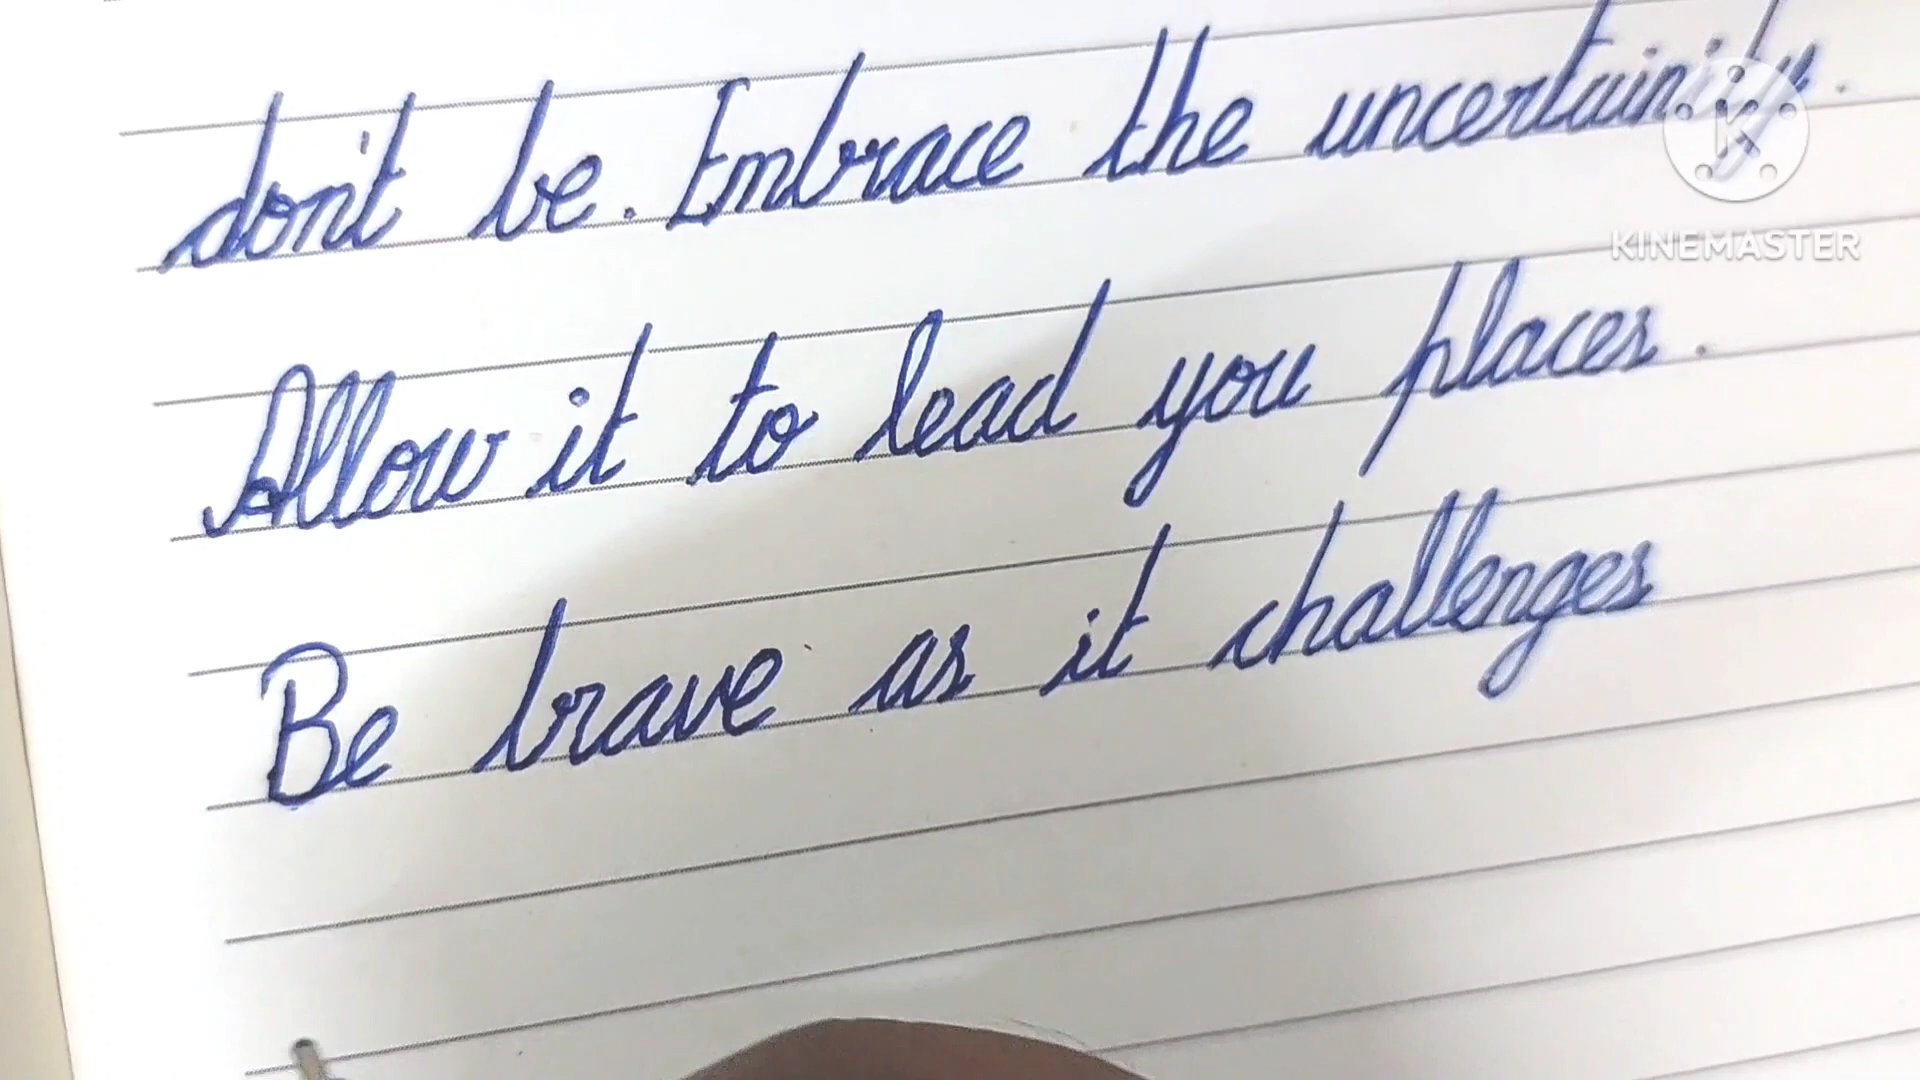 don't be. Embrace the uncertainity.
KINEMASTER
Allow it to lead you places.
Be brave as it challenges